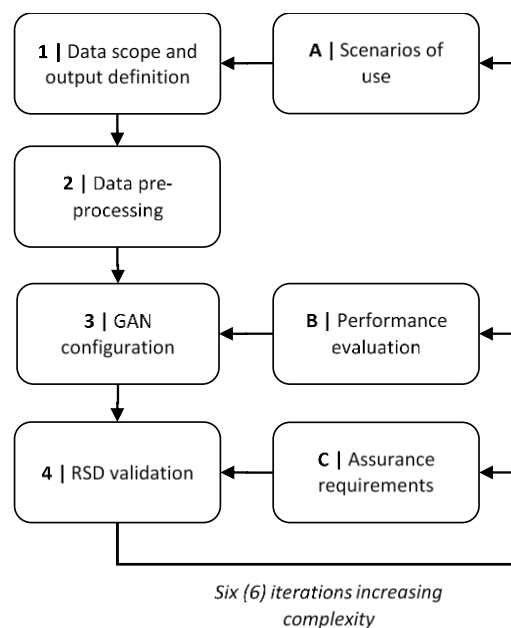 1 | Data scope and
output definition
A | Scenarios of
use
2 | Data pre-
processing
3 | GAN
configuration
B | Performance
evaluation
4 | RSD validation
C | Assurance
requirements
Six (6) iterations increasing
complexity